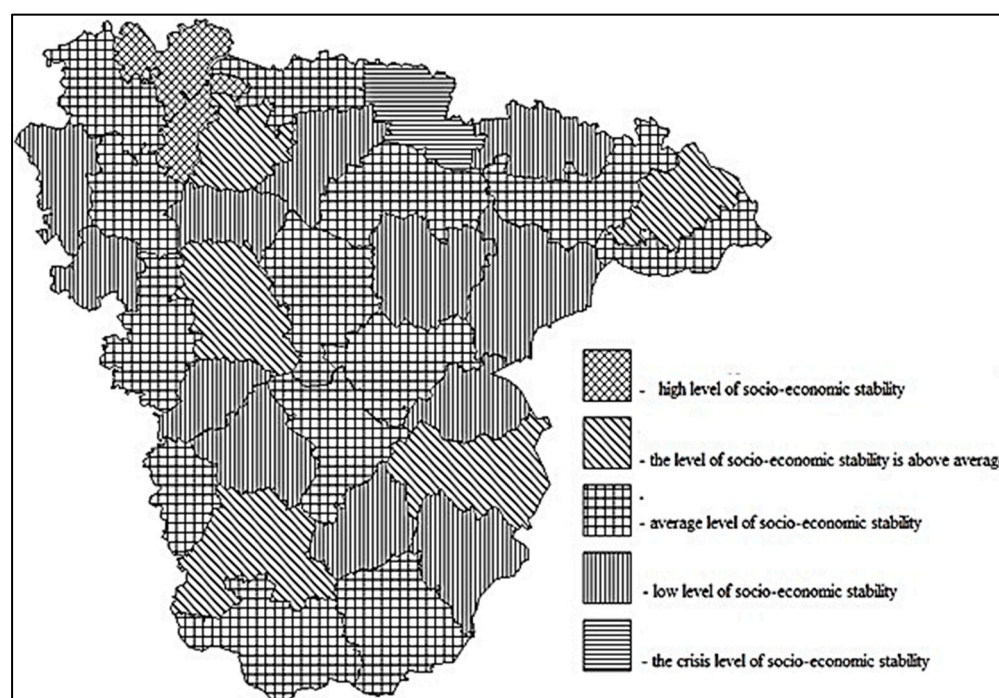 - high level of socio-economic stability
- the level of socio-economic stability is above average
- average level of socio-economic stability
- low level of socio-economic stability
- the crisis level of socio-economic stability